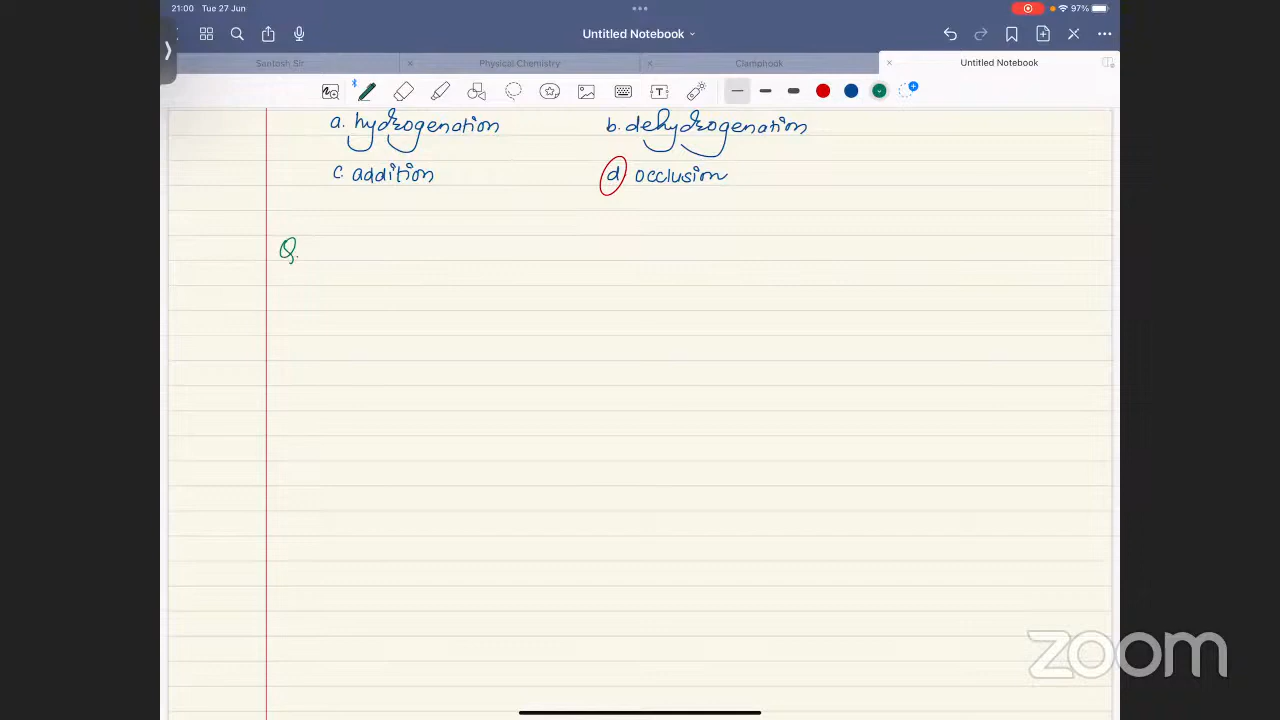 21:00 Tue 27 Jun
97%
Untitled Notebook
Santosh Sir
Physical Chemistry
Clamphook
Untitled Notebook
a. hydrogenation b. dehydrogenation
c. addition d occlusion
Q.
zoom